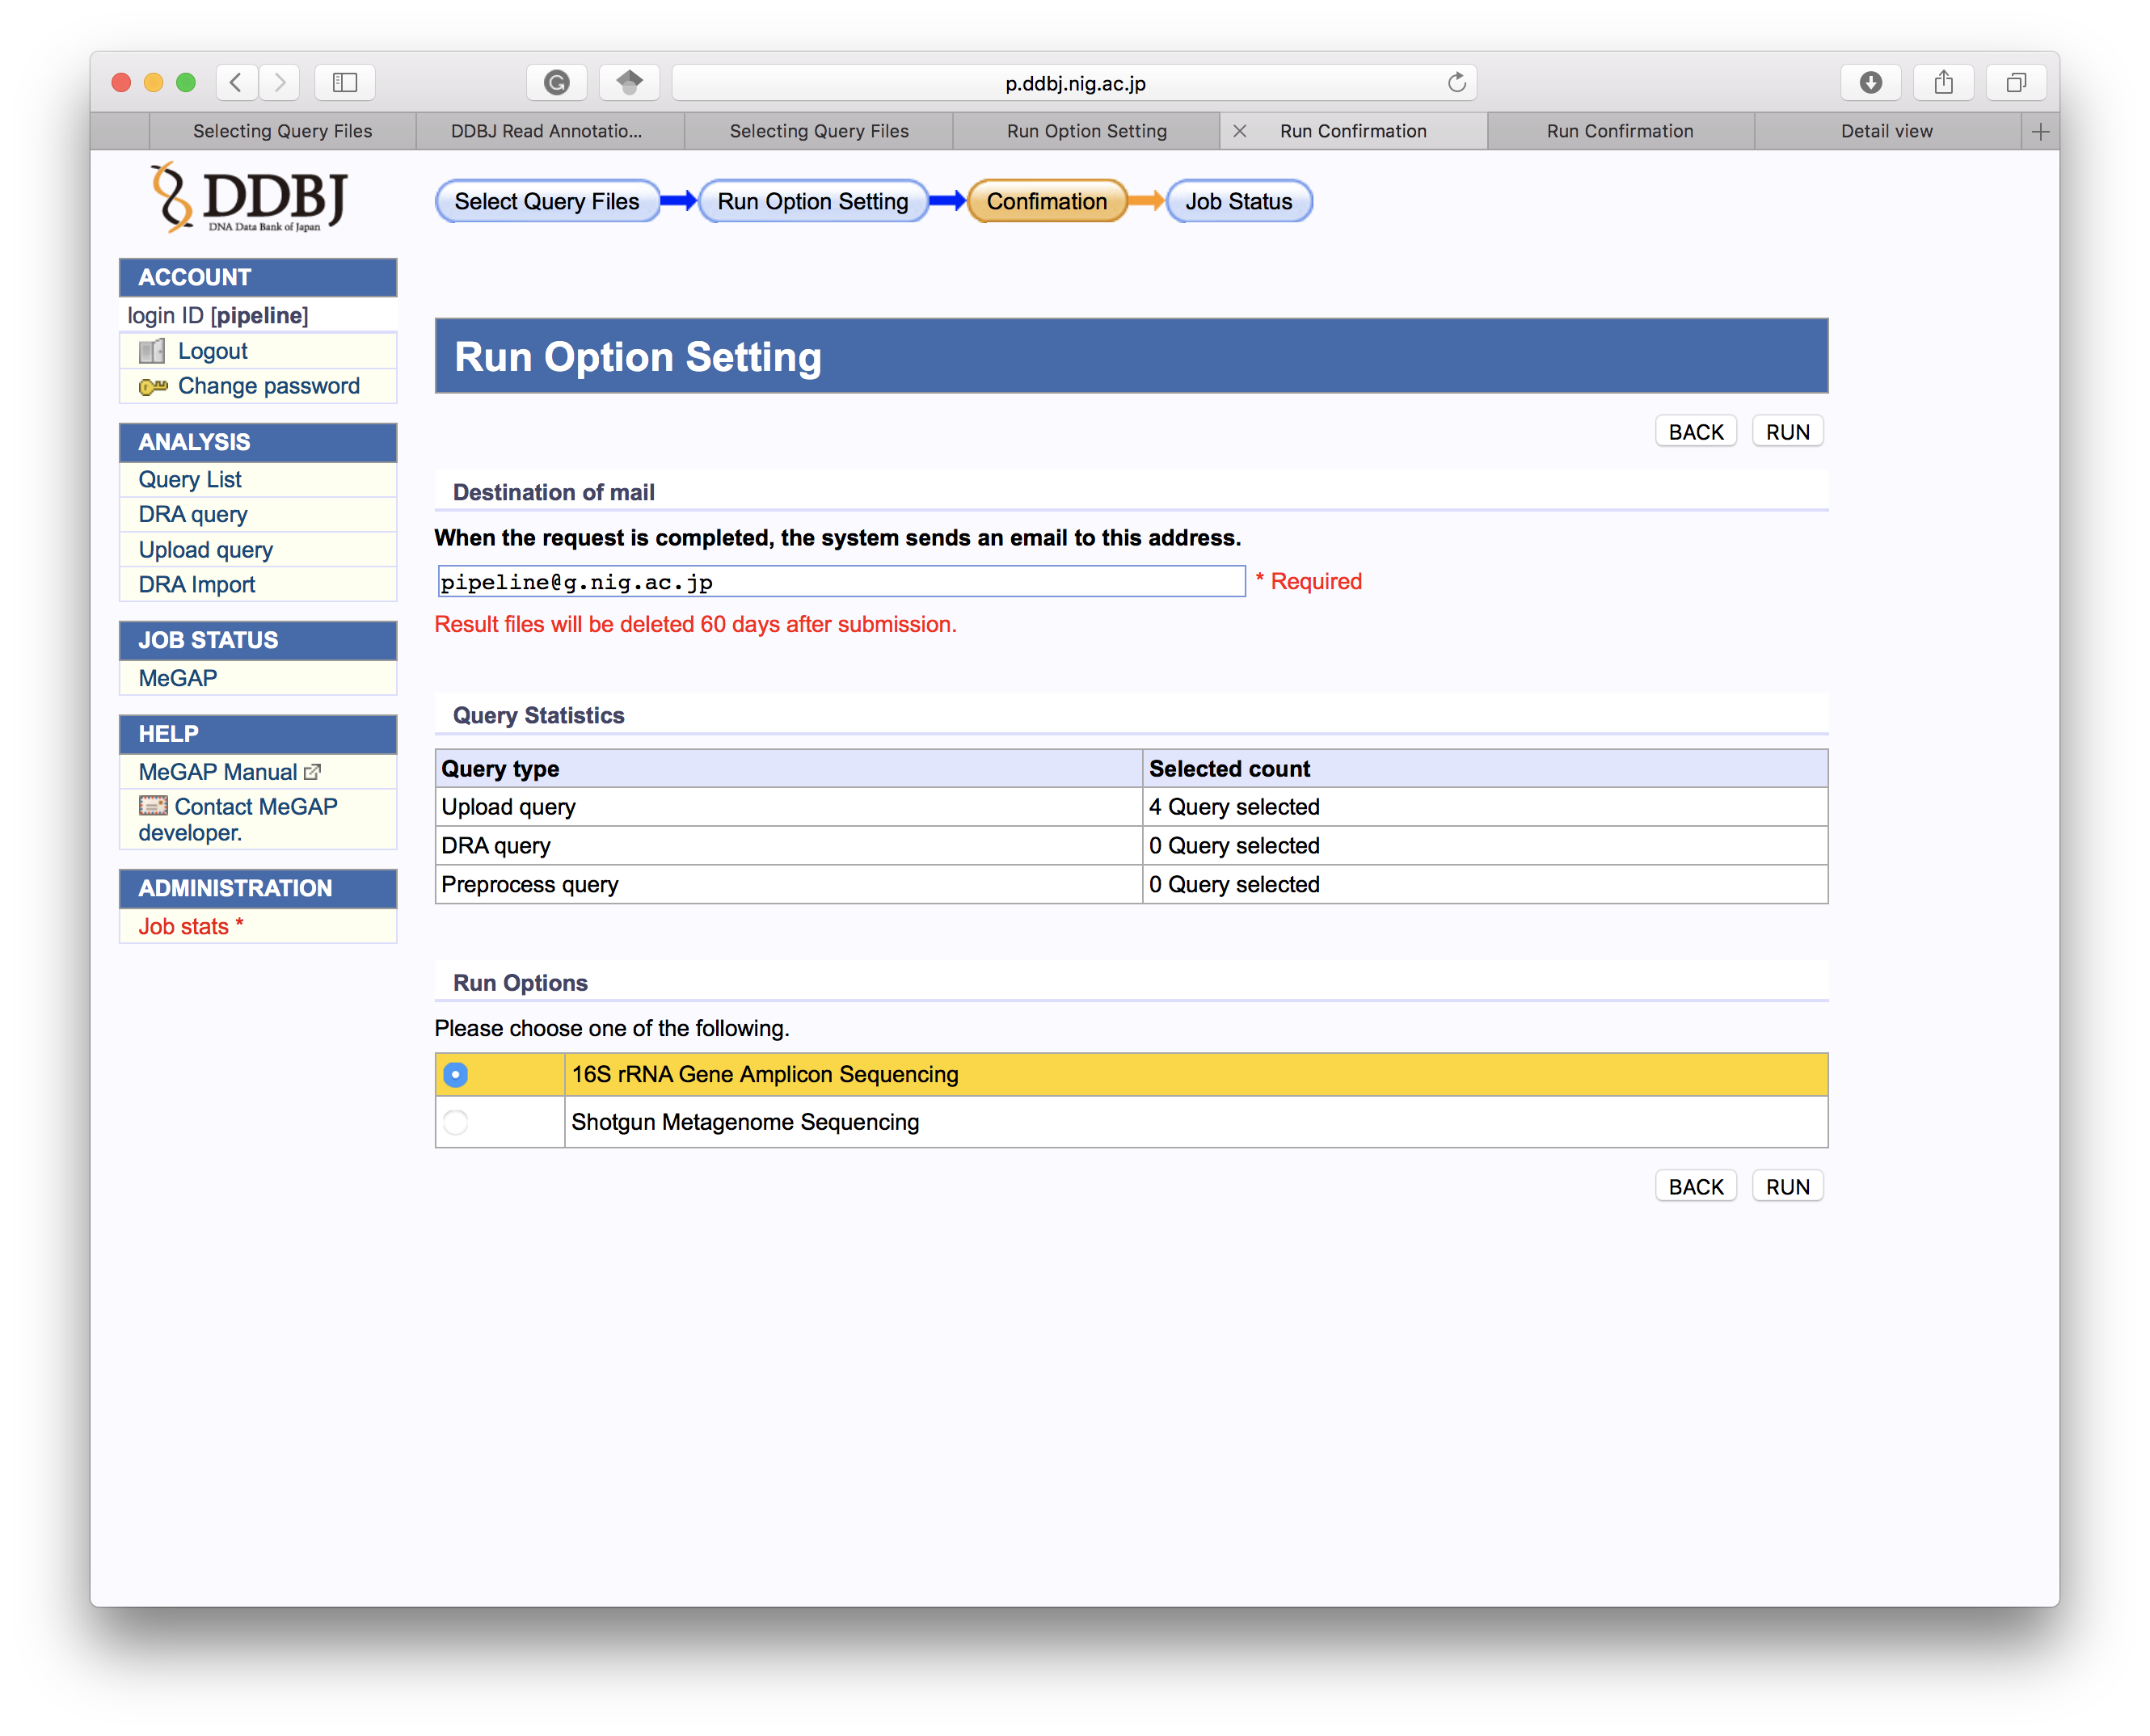 p.ddbj.nig.ac.jp
Selecting Query Files
DDBJ Read Annotatio...
Selecting Query Files
Run Option Setting
Run Confirmation
Run Confirmation
Detail view
DDBJ
DNA Data Bank of Japan
Select Query Files
Run Option Setting
Confimation
Job Status
ACCOUNT
login ID [pipeline]
Logout
Change password
ANALYSIS
Query List
DRA query
Upload query
DRA Import
JOB STATUS
MeGAP
HELP
MeGAP Manual
Contact MeGAP
developer.
ADMINISTRATION
Job stats *
Run Option Setting
BACK RUN
Destination of mail
When the request is completed, the system sends an email to this address.
pipeline@g.nig.ac.jp * Required
Result files will be deleted 60 days after submission.
Query Statistics
Query type Selected count
Upload query 4 Query selected
DRA query 0 Query selected
Preprocess query 0 Query selected
Run Options
Please choose one of the following.
16S rRNA Gene Amplicon Sequencing
Shotgun Metagenome Sequencing
BACK RUN